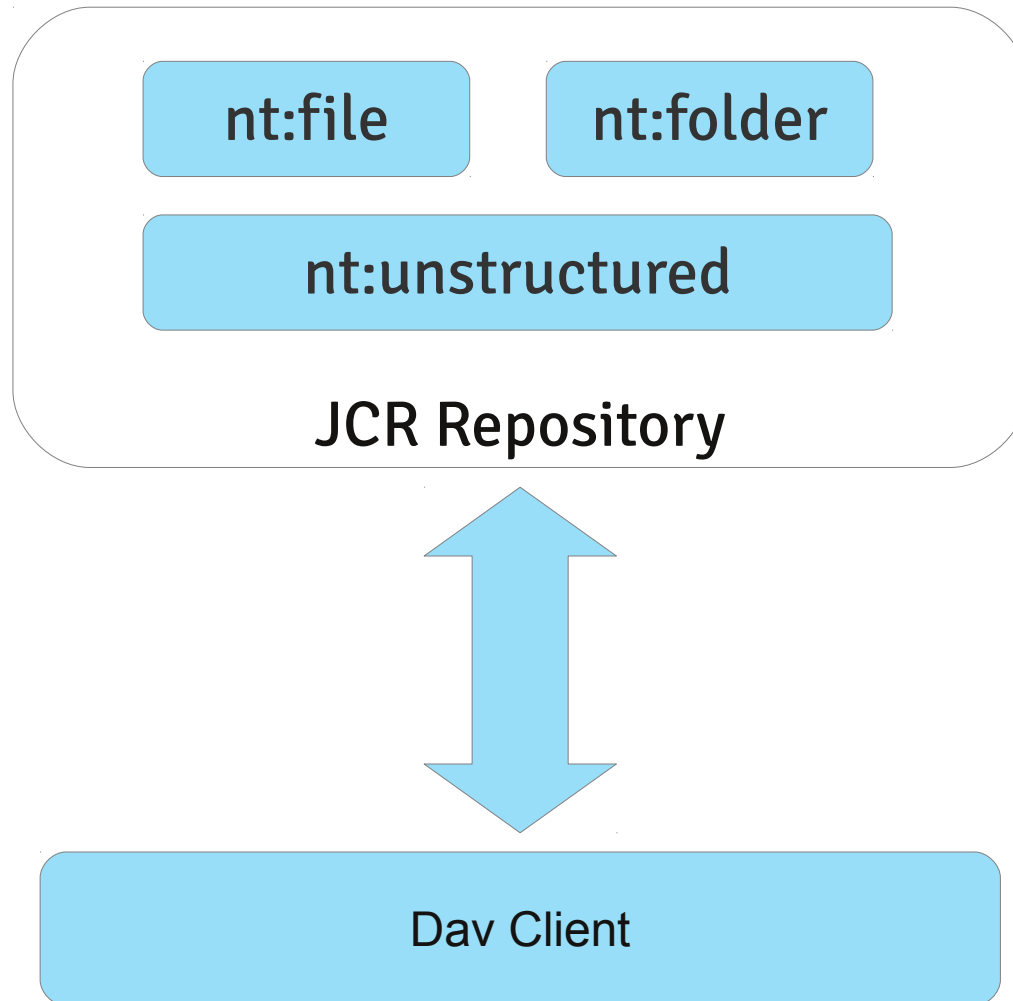 nt:file
nt:folder
nt:unstructured
JCR Repository
Dav Client